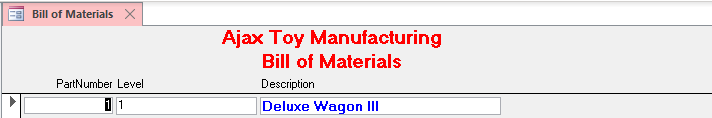 Bill of Materials
Ajax Toy Manufacturing
Bill of Materials
PartNumber Level Description
1 1 Deluxe Wagon III